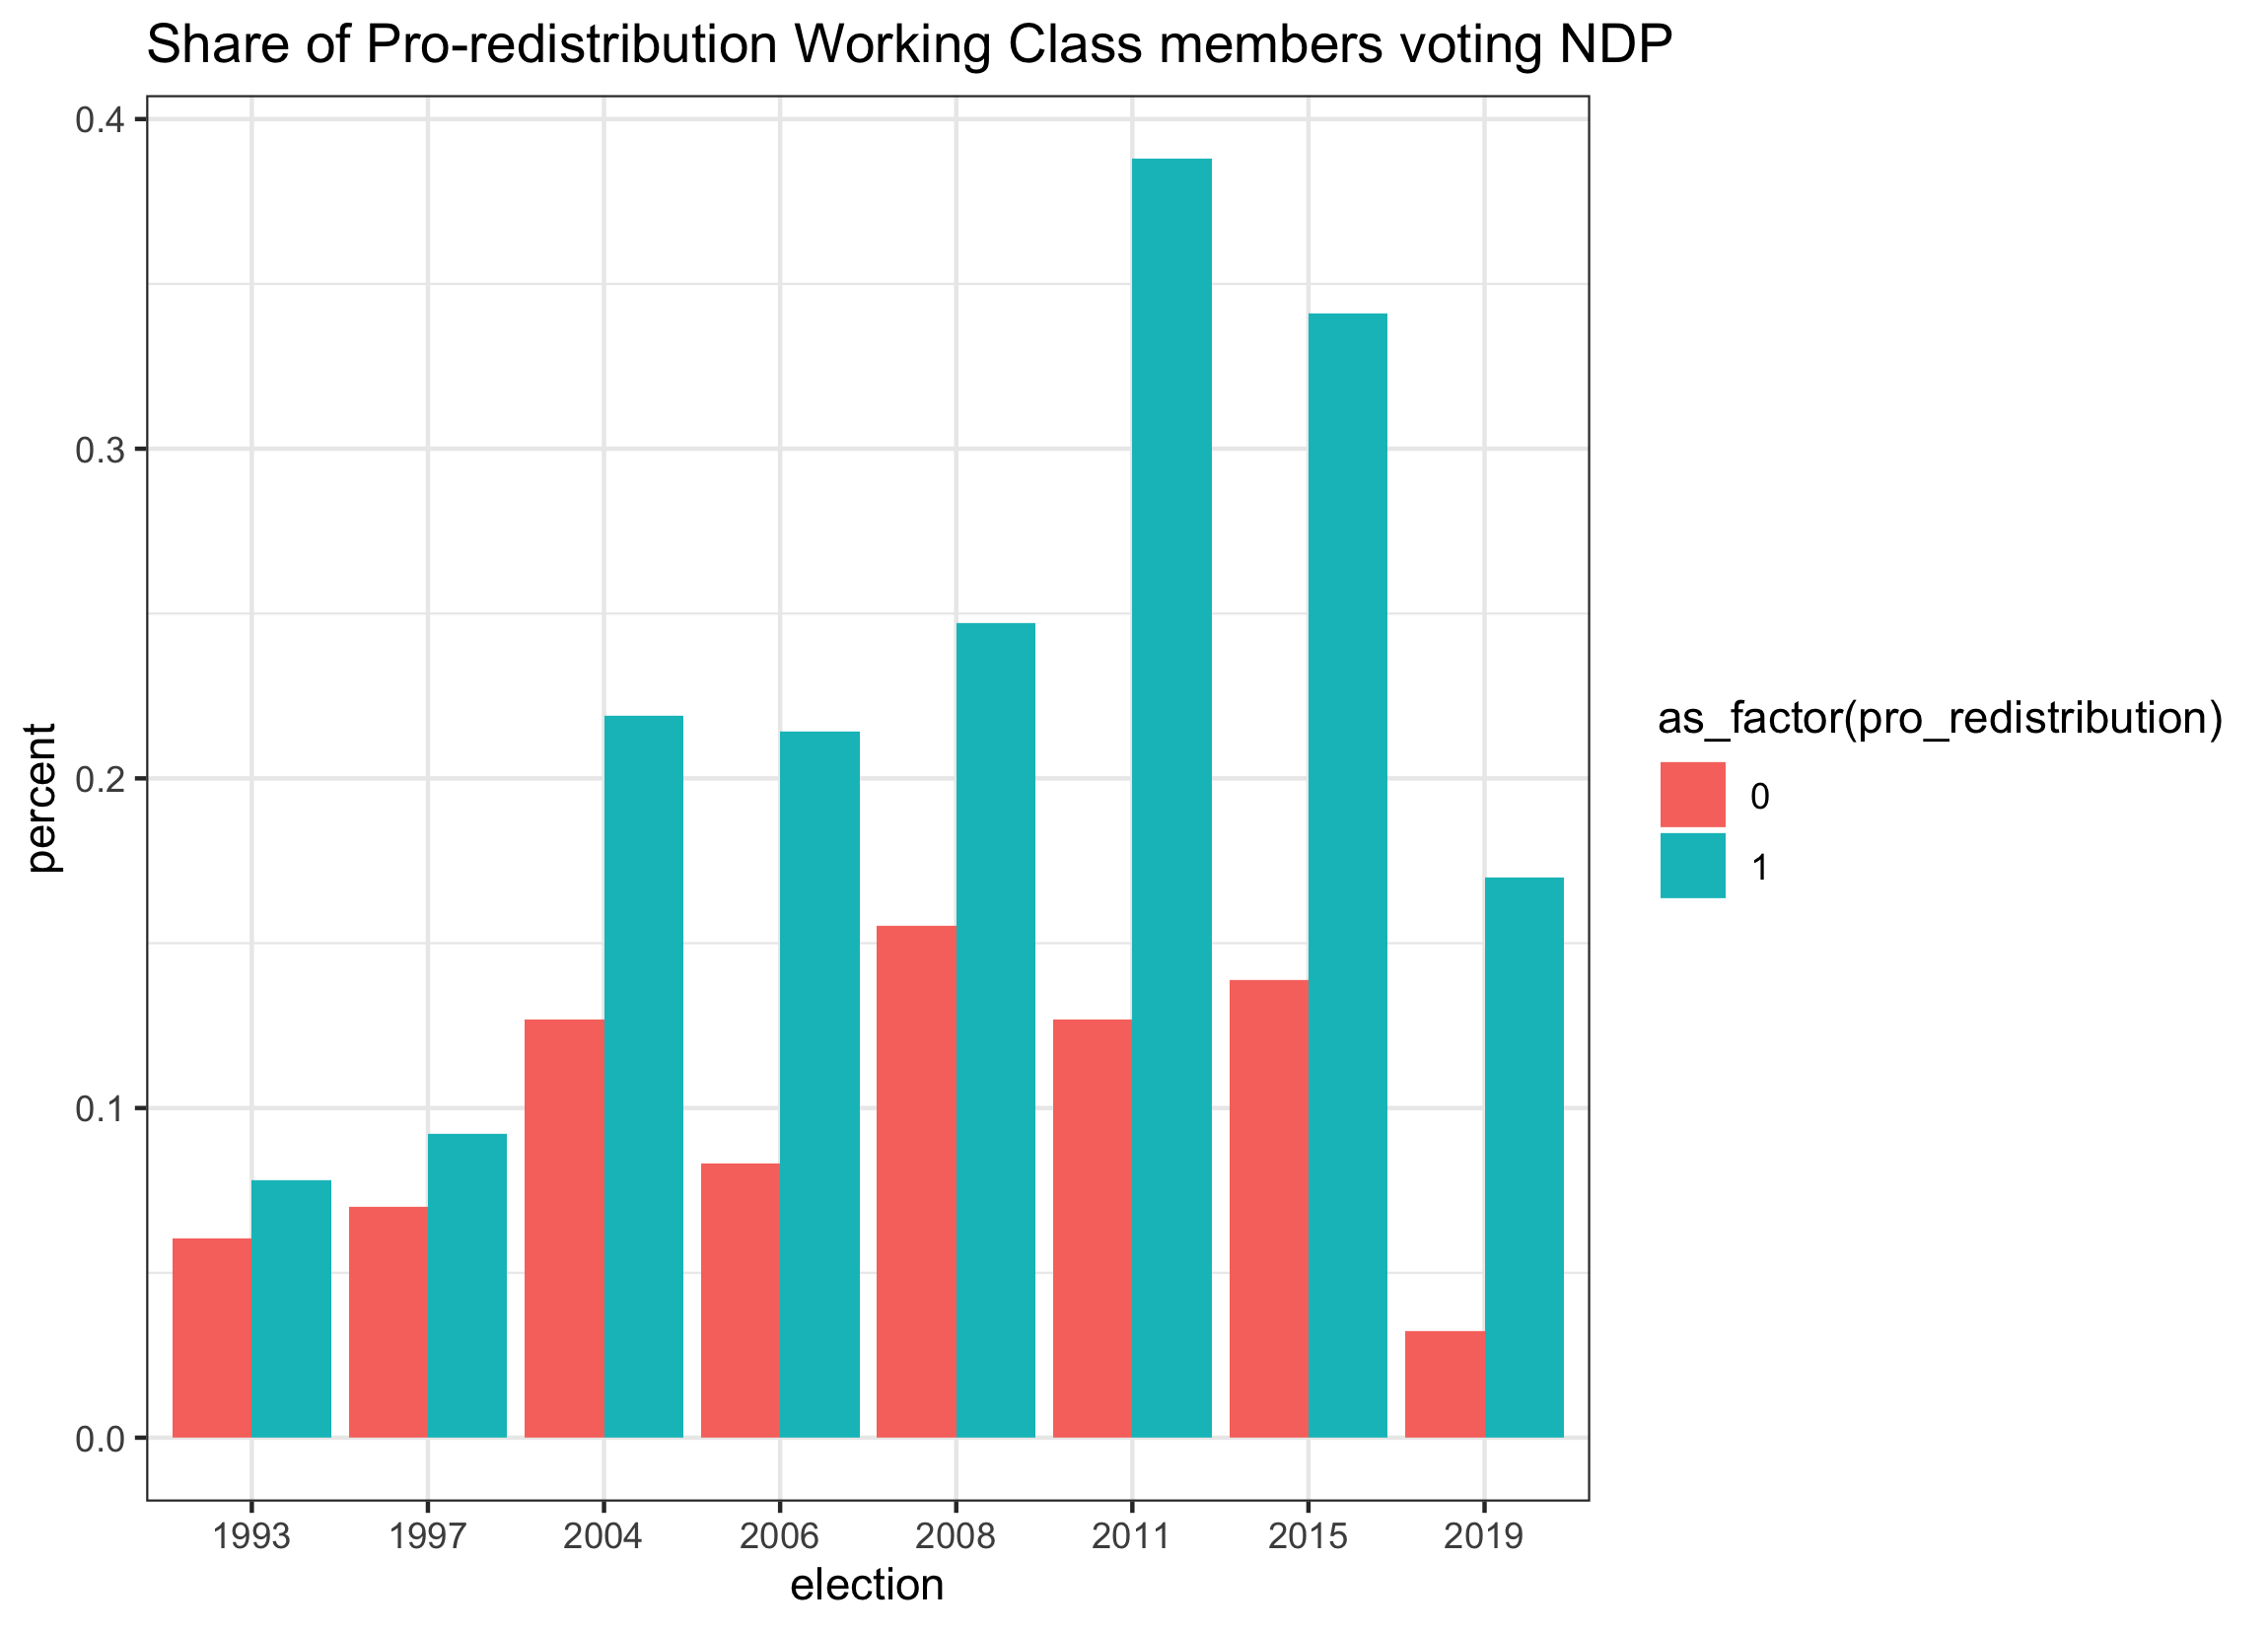 Share of Pro-redistribution Working Class members voting NDP
0.4
0.3
0.2
0.1
0.0
percent
1993 1997 2004 2006 2008 2011 2015 2019
election
as_factor(pro_redistribution)
0
1